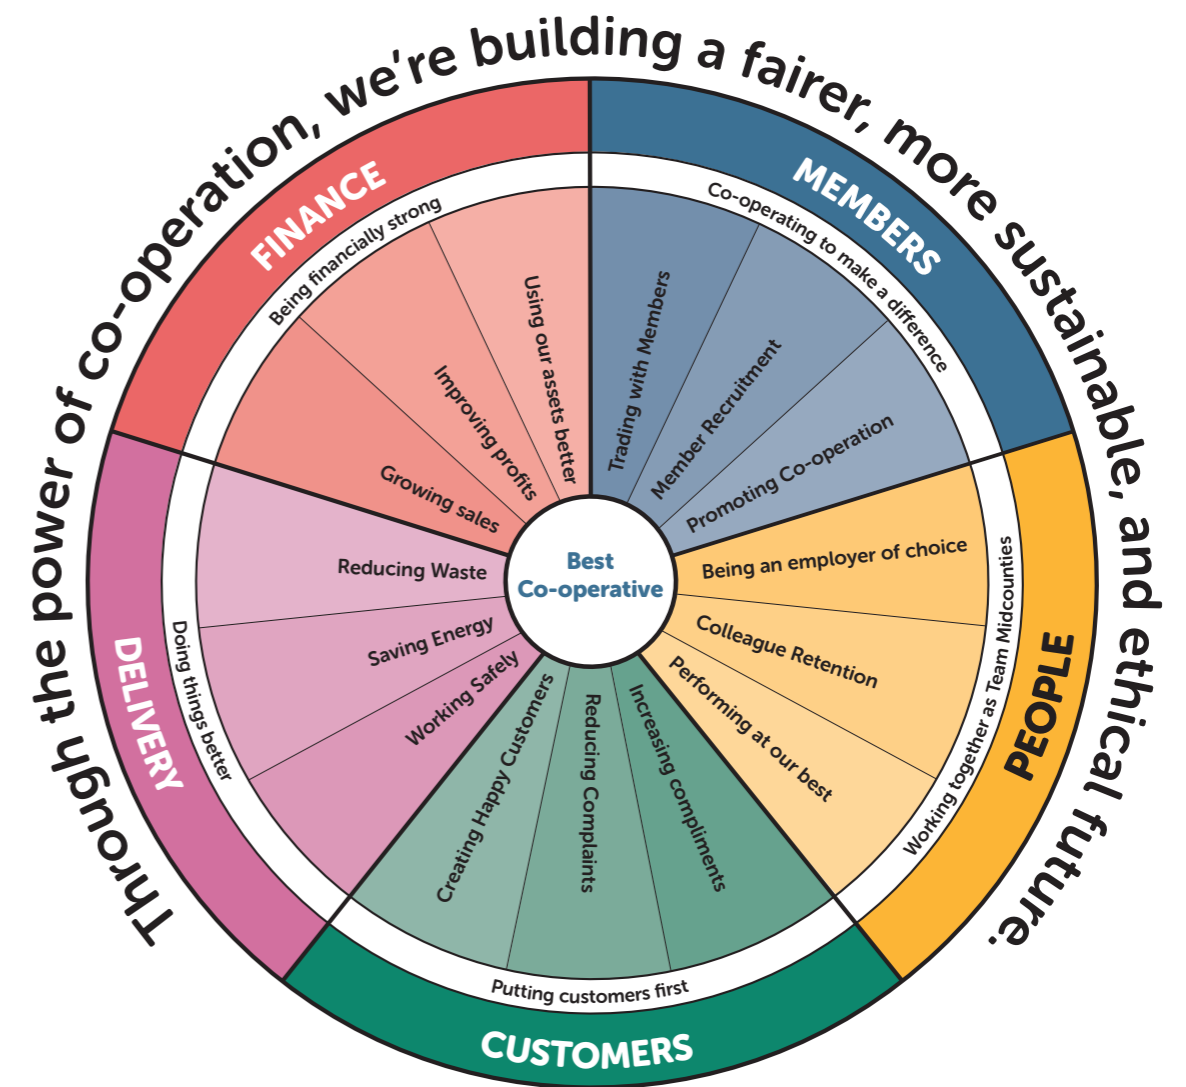 Through the power of co-operation, we're building a fairer, more sustainable, and ethical future.
MEMBERS
Co-operating to make a difference
Trading with Members
Member Recruitment
Promoting Co-operation
PEOPLE
Working together as Team Midcounties
Being an employer of choice
Colleague Retention
Performing at our best
CUSTOMERS
Putting customers first
Increasing compliments
Reducing Complaints
Creating Happy Customers
DELIVERY
Doing things better
Working Safely
Saving Energy
Reducing Waste
FINANCE
Being financially strong
Growing sales
Improving profits
Using our assets better
Best
Co-operative